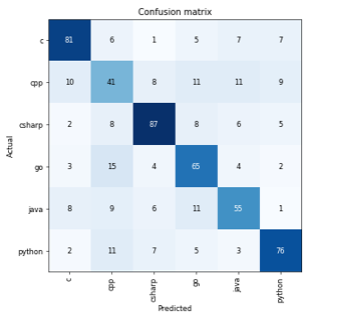 Confusion matrix
c 81 6 1 5 7 7
cpp 10 41 8 11 11 9
csharp 2 8 87 8 6 5
go 3 15 4 65 4 2
java 8 9 6 11 55 1
python 2 11 7 5 3 76
Actual
c cpp csharp go java python
Predicted